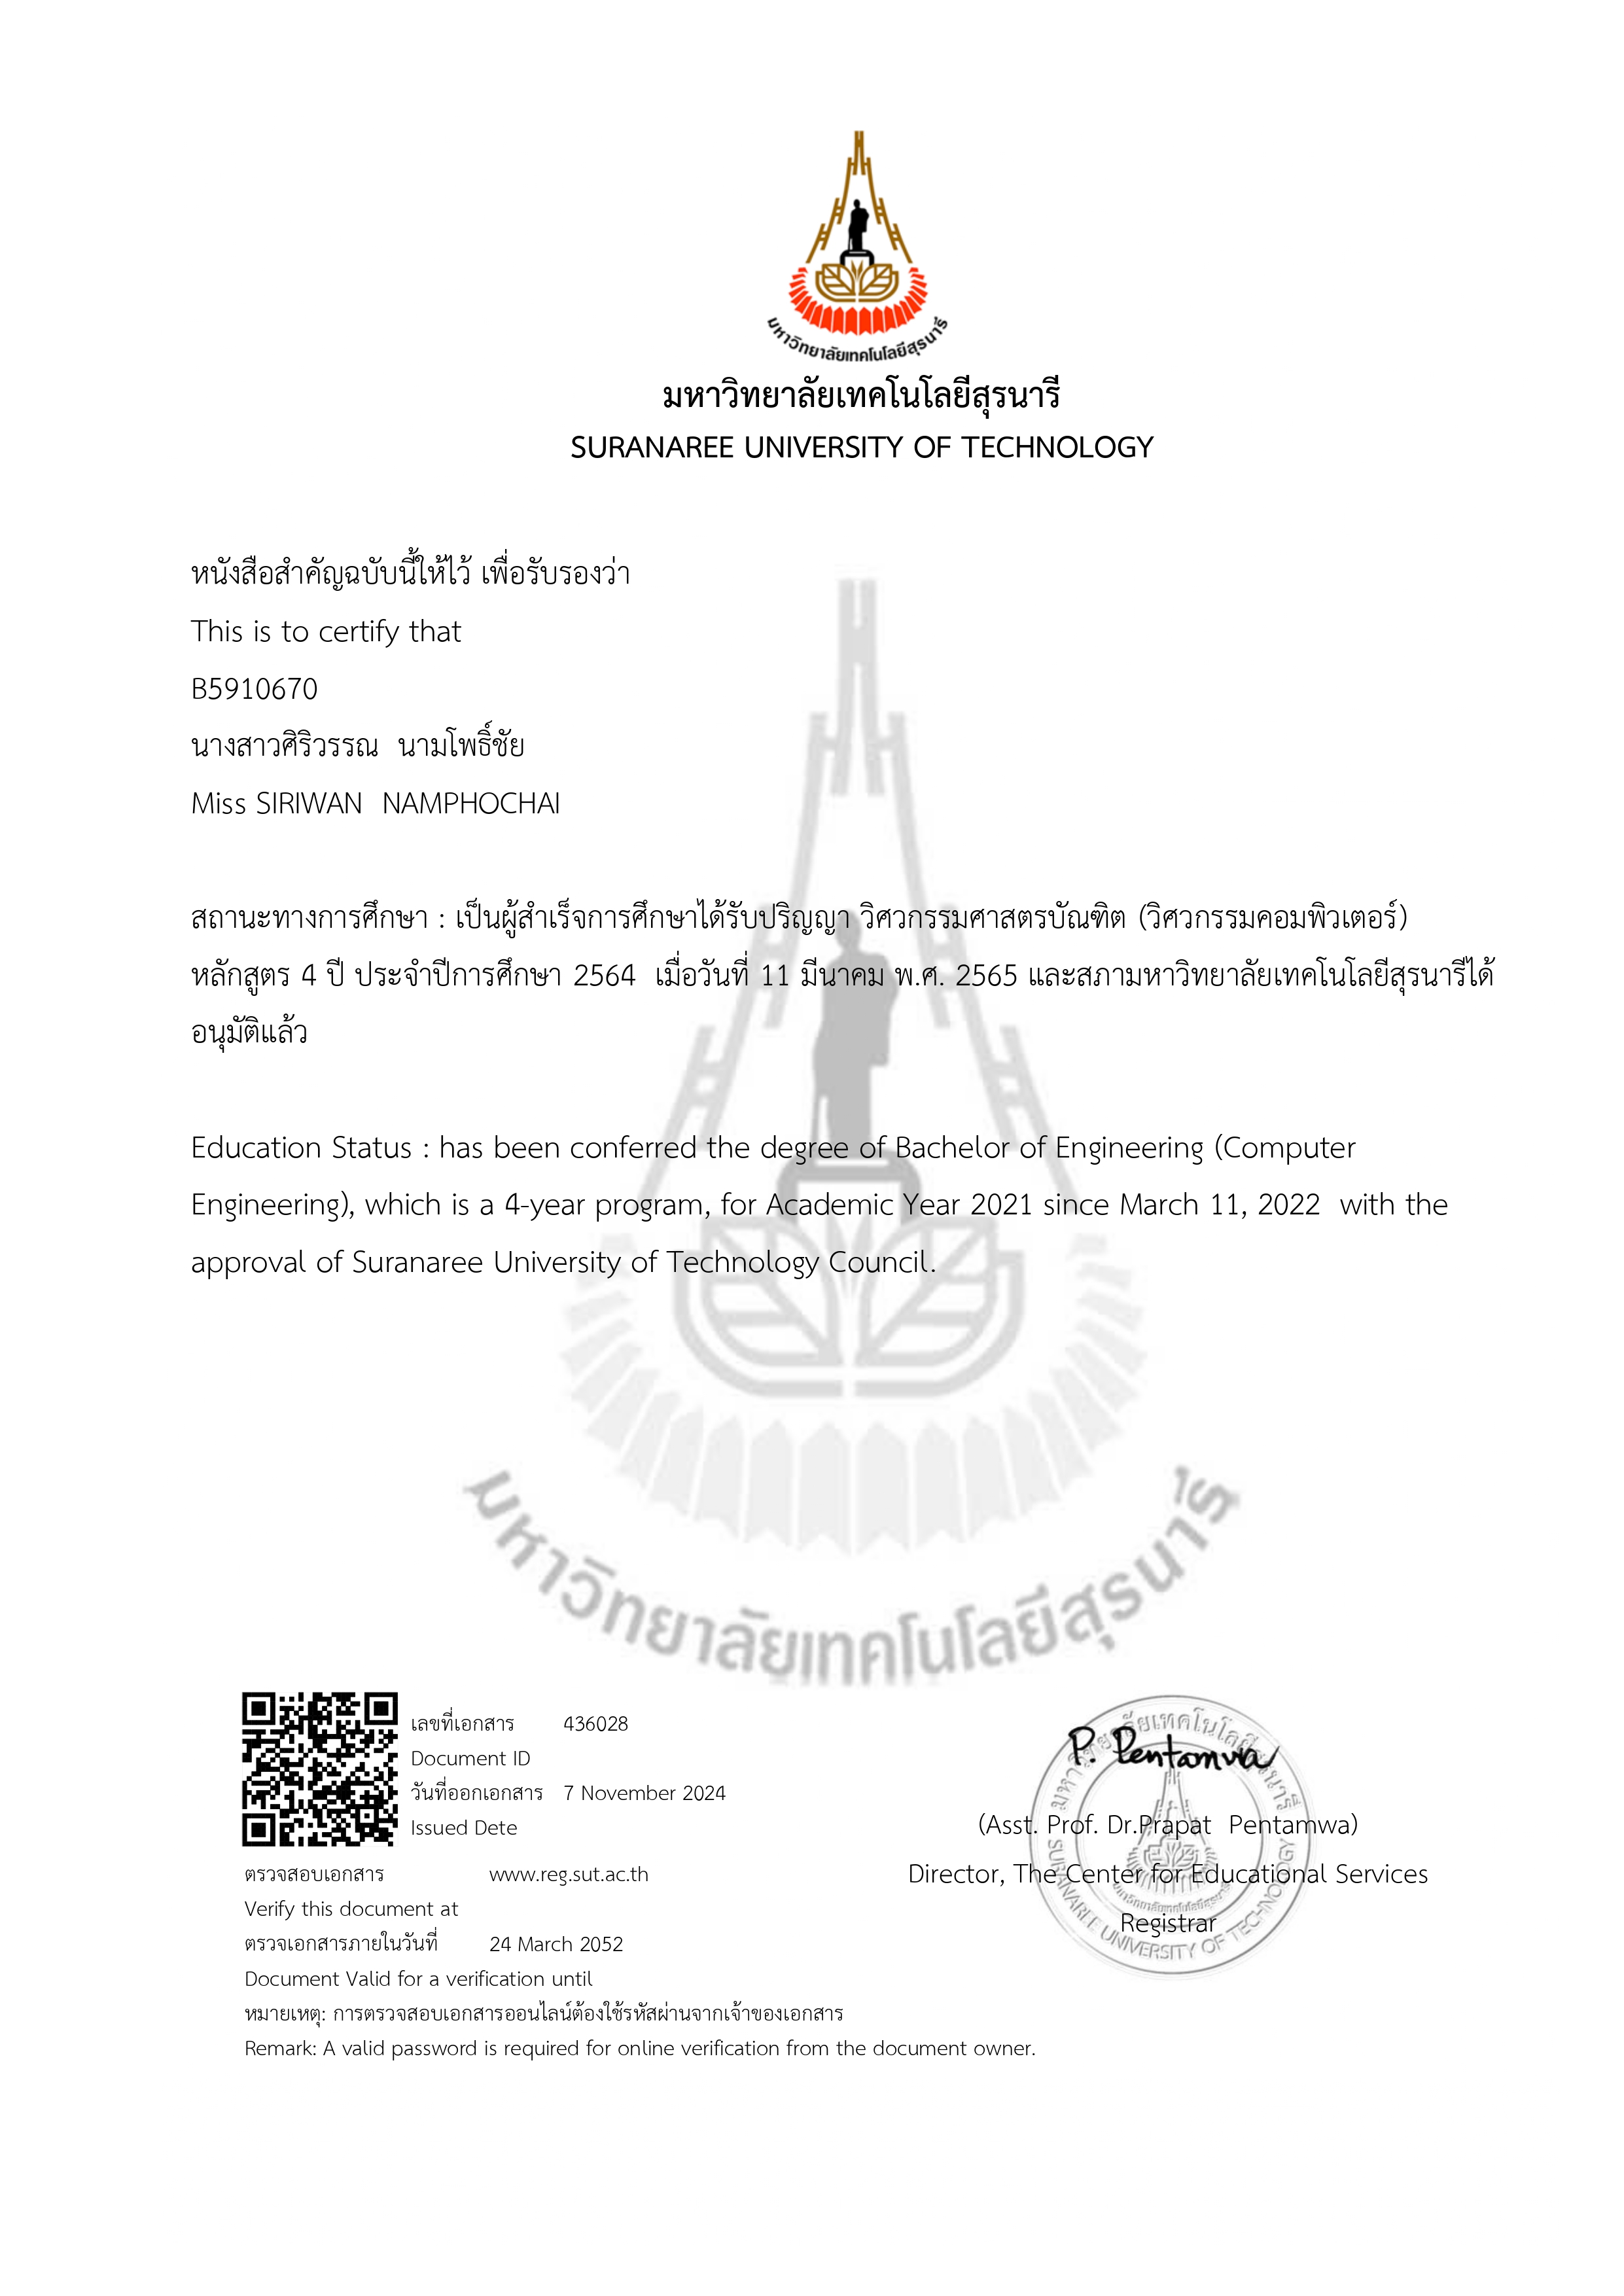 มหาวิทยาลัยเทคโนโลยีสุรนารี
มหาวิทยาลัยเทคโนโลยีสุรนารี
SURANAREE UNIVERSITY OF TECHNOLOGY
หนังสือสำคัญฉบับนี้ให้ไว้ เพื่อรับรองว่า
This is to certify that
B5910670
นางสาวศิริวรรณ นามโพธิ์ชัย
Miss SIRIWAN NAMPHOCHAI
สถานะทางการศึกษา : เป็นผู้สำเร็จการศึกษาได้รับปริญญา วิศวกรรมศาสตรบัณฑิต (วิศวกรรมคอมพิวเตอร์)
หลักสูตร 4 ปี ประจำปีการศึกษา 2564 เมื่อวันที่ 11 มีนาคม พ.ศ. 2565 และสภามหาวิทยาลัยเทคโนโลยีสุรนารีได้
อนุมัติแล้ว
Education Status : has been conferred the degree of Bachelor of Engineering (Computer
Engineering), which is a 4-year program, for Academic Year 2021 since March 11, 2022 with the
approval of Suranaree University of Technology Council.
มหาวิทยาลัยเทคโนโลยีสุรนารี
เลขที่เอกสาร 436028
Document ID
วันที่ออกเอกสาร 7 November 2024
Issued Dete
ตรวจสอบเอกสาร www.reg.sut.ac.th
Verify this document at
ตรวจเอกสารภายในวันที่ 24 March 2052
Document Valid for a verification until
หมายเหตุ: การตรวจสอบเอกสารออนไลน์ต้องใช้รหัสผ่านจากเจ้าของเอกสาร
Remark: A valid password is required for online verification from the document owner.
มหาวิทยาลัยเทคโนโลยีสุรนารี
P. Pentamwa
(Asst. Prof. Dr.Prapat Pentamwa)
Director, The Center for Educational Services
Registrar
มหาวิทยาลัยเทคโนโลยีสุรนารี
SURANAREE UNIVERSITY OF TECHNOLOGY